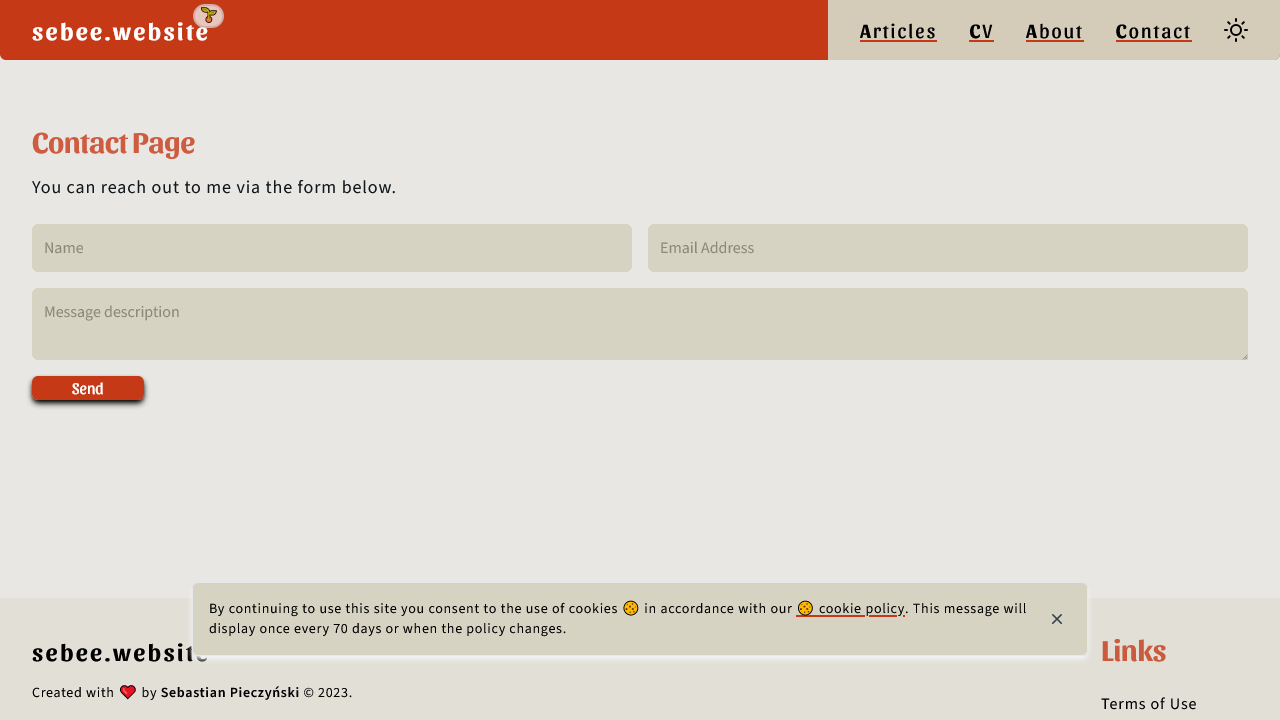 sebee.website
Articles CV About Contact
Contact Page
You can reach out to me via the form below.
Name
Email Address
Message description
Send
By continuing to use this site you consent to the use of cookies 🍪 in accordance with our 🍪 cookie policy. This message will
display once every 70 days or when the policy changes.
sebee.website
Created with ❤️ by Sebastian Pieczyński © 2023.
Links
Terms of Use